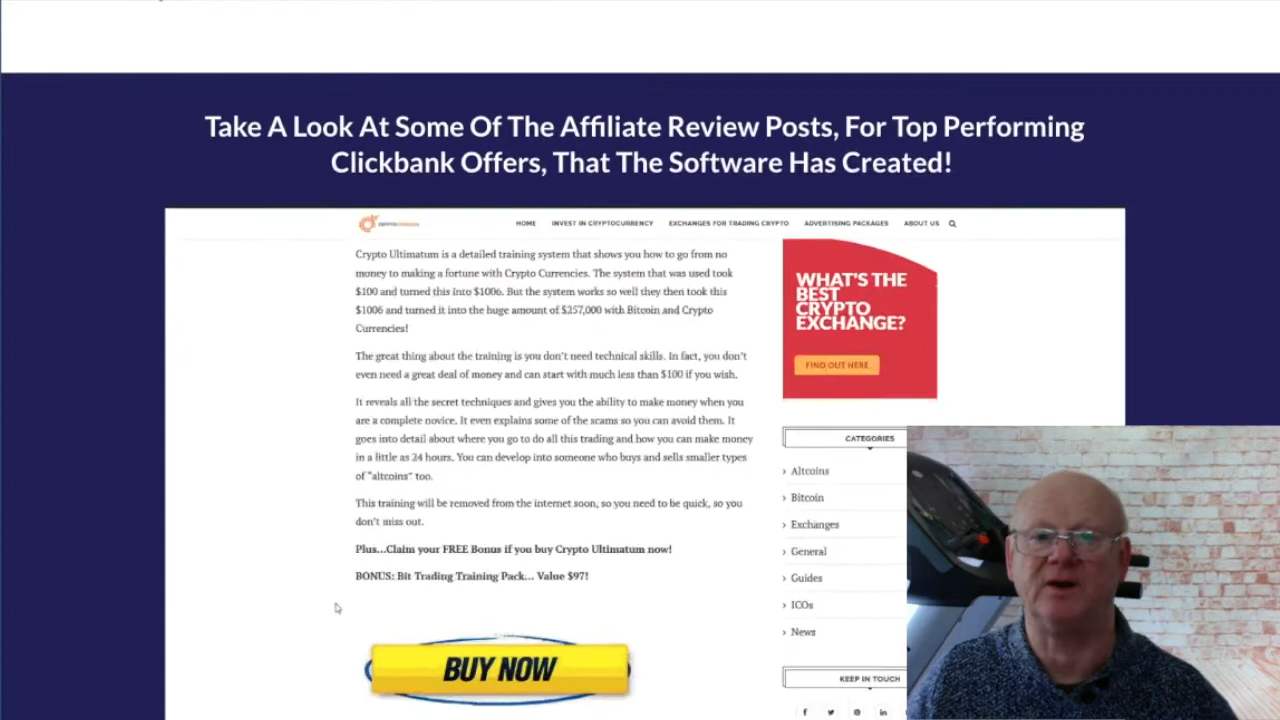 Take A Look At Some Of The Affiliate Review Posts, For Top Performing
Clickbank Offers, That The Software Has Created!
HOME INVEST IN CRYPTOCURRENCY EXCHANGES FOR TRADING CRYPTO ADVERTISING PACKAGES ABOUT US
Crypto Ultimatum is a detailed training system that shows you how to go from no
money to making a fortune with Crypto Currencies. The system that was used took
$100 and turned this into $1006. But the system works so well they then took this
$1006 and turned it into the huge amount of $257,000 with Bitcoin and Crypto
Currencies!
The great thing about the training is you don't need technical skills. In fact, you don't
even need a great deal of money and can start with much less than $100 if you wish.
It reveals all the secret techniques and gives you the ability to make money when you
are a complete novice. It even explains some of the scams so you can avoid them. It
goes into detail about where you go to do all this trading and how you can make money
in a little as 24 hours. You can develop into someone who buys and sells smaller types
of "altcoins" too.
This training will be removed from the internet soon, so you need to be quick, so you
don't miss out.
Plus...Claim your FREE Bonus if you buy Crypto Ultimatum now!
BONUS: Bit Trading Training Pack... Value $97!
BUY NOW
WHAT'S THE
BEST
CRYPTO
EXCHANGE?
FIND OUT HERE
CATEGORIES
Altcoins
Bitcoin
Exchanges
General
Guides
ICOs
News
KEEP IN TOUCH